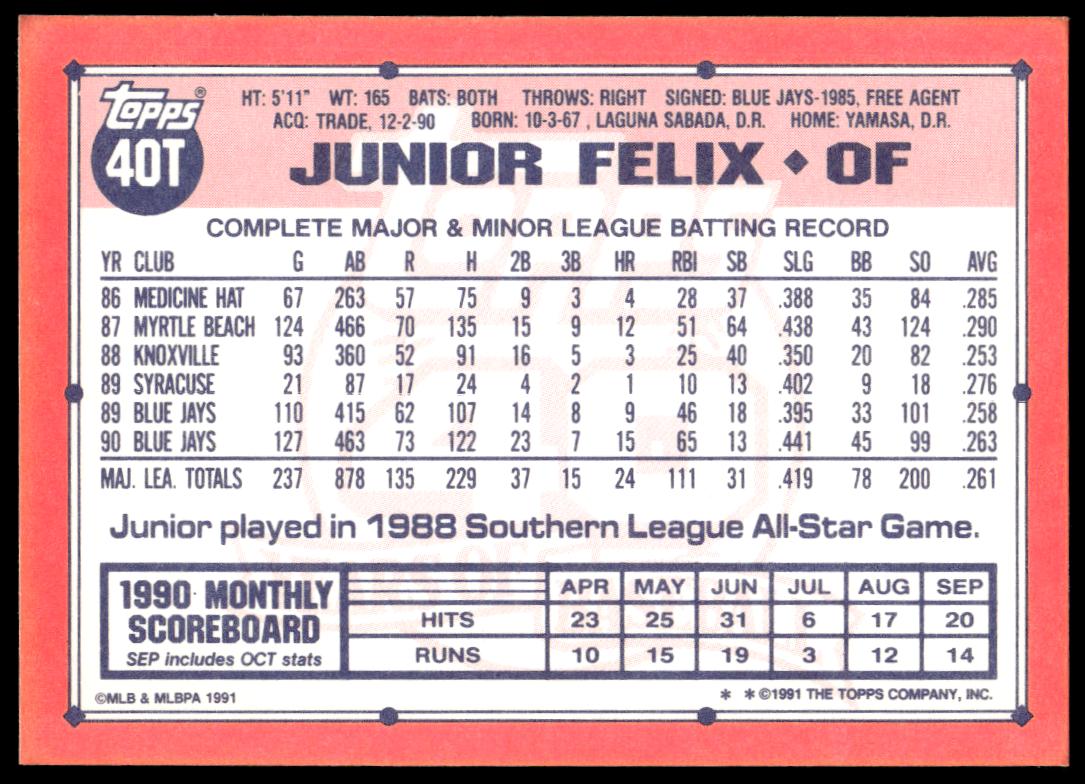 topps® HT: 5'11" WT: 165 BATS: BOTH THROWS: RIGHT SIGNED: BLUE JAYS-1985, FREE AGENT
ACQ: TRADE, 12-2-90 BORN: 10-3-67 , LAGUNA SABADA, D.R. HOME: YAMASA, D.R.
40T JUNIOR FELIX ◆ OF
COMPLETE MAJOR & MINOR LEAGUE BATTING RECORD
YR CLUB G AB R H 2B 3B HR RBI SB SLG BB SO AVG
86 MEDICINE HAT 67 263 57 75 9 3 4 28 37 .388 35 84 .285
87 MYRTLE BEACH 124 466 70 135 15 9 12 51 64 .438 43 124 .290
88 KNOXVILLE 93 360 52 91 16 5 3 25 40 .350 20 82 .253
89 SYRACUSE 21 87 17 24 4 2 1 10 13 .402 9 18 .276
89 BLUE JAYS 110 415 62 107 14 8 9 46 18 .395 33 101 .258
90 BLUE JAYS 127 463 73 122 23 7 15 65 13 .441 45 99 .263
MAJ. LEA. TOTALS 237 878 135 229 37 15 24 111 31 .419 78 200 .261
Junior played in 1988 Southern League All-Star Game.
1990 MONTHLY SCOREBOARD
SEP includes OCT stats
APR MAY JUN JUL AUG SEP
HITS 23 25 31 6 17 20
RUNS 10 15 19 3 12 14
©MLB & MLBPA 1991 * * ©1991 THE TOPPS COMPANY, INC.